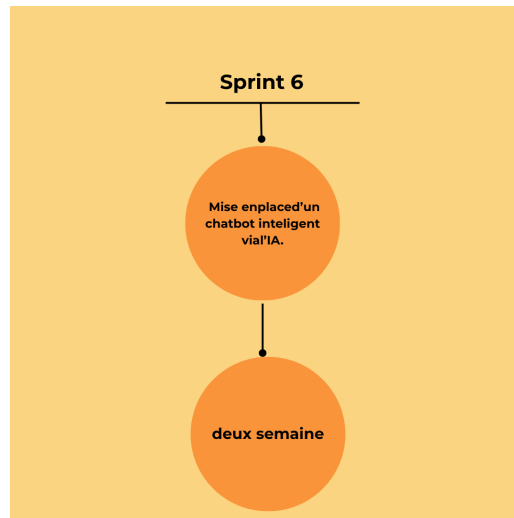 Sprint 6
Mise enplaced'un
chatbot inteligent
vial'IA.
deux semaine